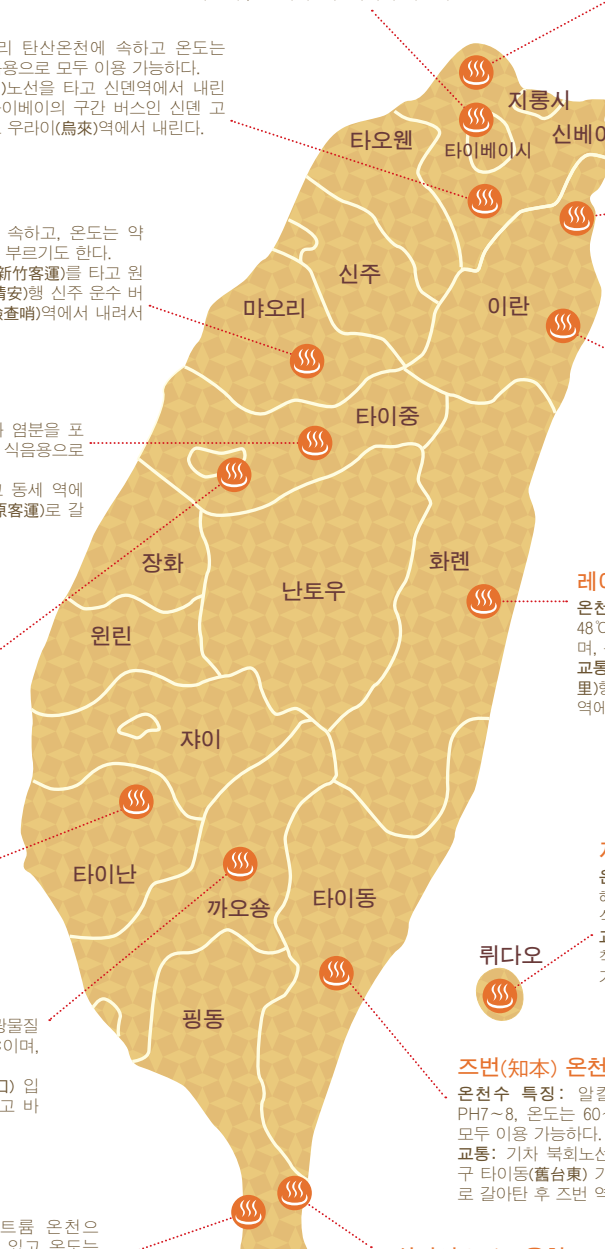 리 탄산온천에 속하고 온도는
용으로 모두 이용 가능하다.
)노선을 타고 신뎬역에서 내린
이베이의 구간 버스인 신뎬 고
우라이(烏來)역에서 내린다.
지룽시
신베이
타이베이시
타오웬
속하고, 온도는 약
부르기도 한다.
新竹客運)를 타고 원
安)행 신주 운수 버
查哨)역에서 내려서
신주
먀오리
이란
타이중
염분을 포
식음용으로
동세 역에
原客運)로 갈
장화
난토우
화롄
윈린
레이
온천
48℃
며,
교통
里)행
역에
쟈이
타이난
까오숑
타이동
뤼다오
핑동
광물질
이며,
口) 입
고 바
즈번(知本) 온천
온천수 특징: 알칼
PH7~8, 온도는 60~
모두 이용 가능하다.
교통: 기차 북회노선
구 타이동(舊台東)
로 갈아탄 후 즈번 역
트륨 온천으
있고 온도는